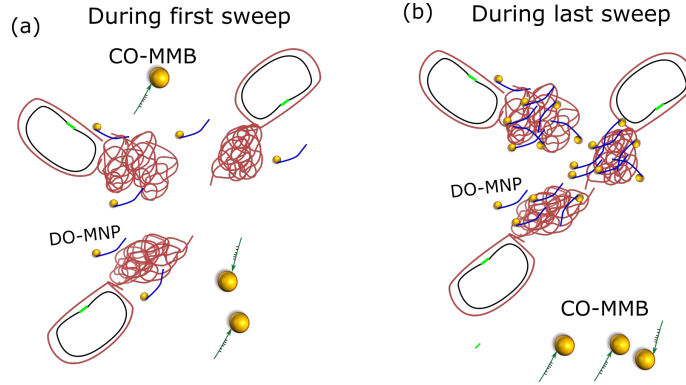 (a)
During first sweep
CO-MMB
DO-MNP
(b)
During last sweep
DO-MNP
CO-MMB